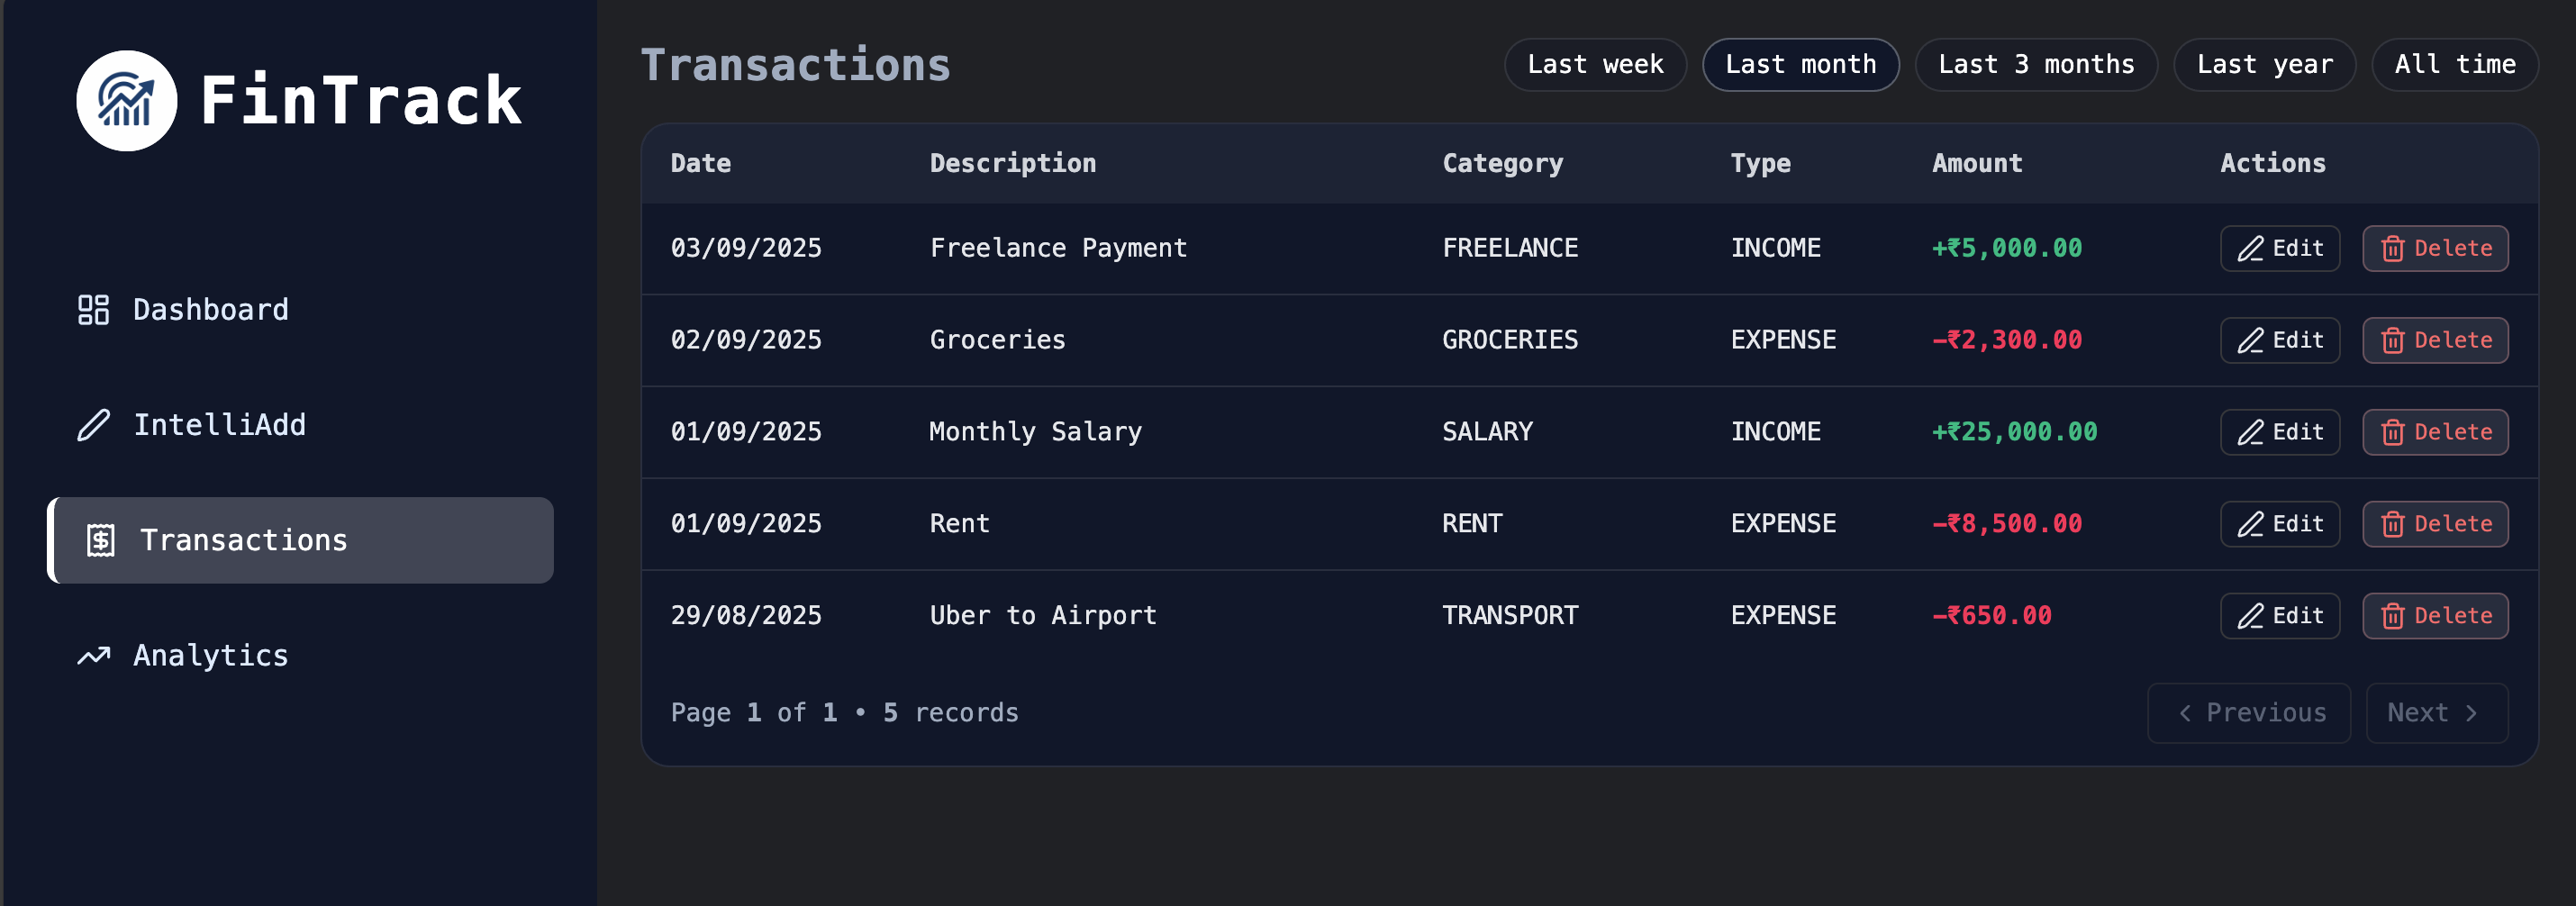 FinTrack
Dashboard
IntelliAdd
Transactions
Analytics
Transactions
Last week Last month Last 3 months Last year All time
Date Description Category Type Amount Actions
03/09/2025 Freelance Payment FREELANCE INCOME +₹5,000.00 Edit Delete
02/09/2025 Groceries GROCERIES EXPENSE −₹2,300.00 Edit Delete
01/09/2025 Monthly Salary SALARY INCOME +₹25,000.00 Edit Delete
01/09/2025 Rent RENT EXPENSE −₹8,500.00 Edit Delete
29/08/2025 Uber to Airport TRANSPORT EXPENSE −₹650.00 Edit Delete
Page 1 of 1 • 5 records Previous Next